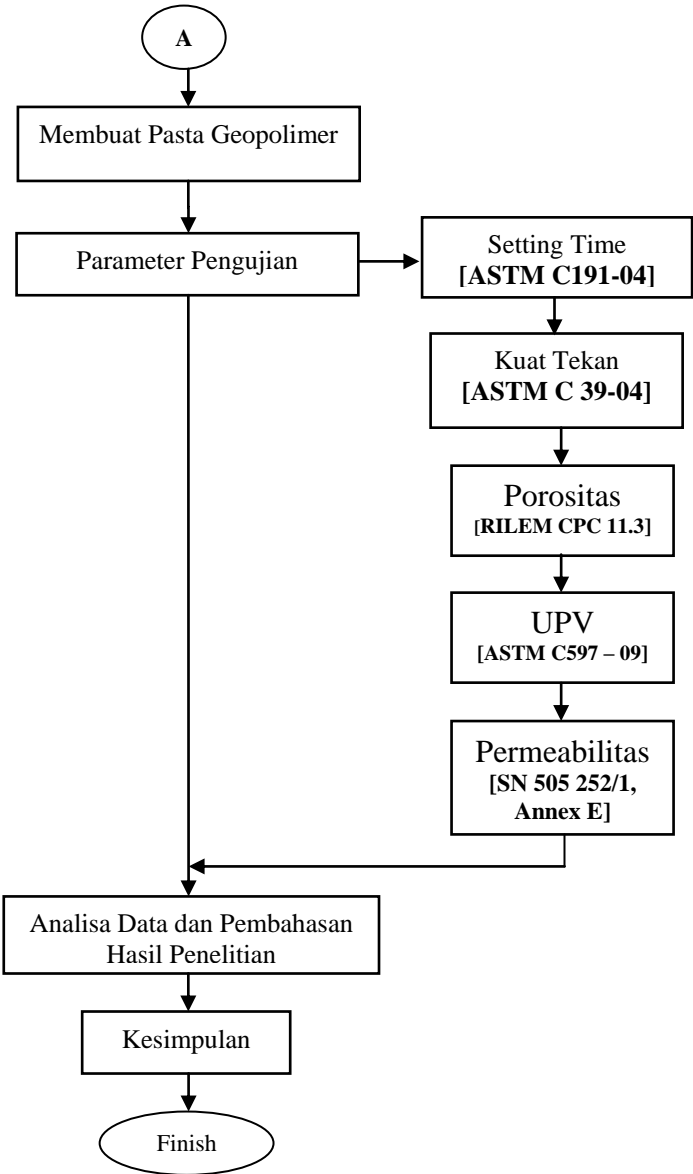 A
Membuat Pasta Geopolimer
Parameter Pengujian
Setting Time
[ASTM C191-04]
Kuat Tekan
[ASTM C 39-04]
Porositas
[RILEM CPC 11.3]
UPV
[ASTM C597 – 09]
Permeabilitas
[SN 505 252/1,
Annex E]
Analisa Data dan Pembahasan
Hasil Penelitian
Kesimpulan
Finish